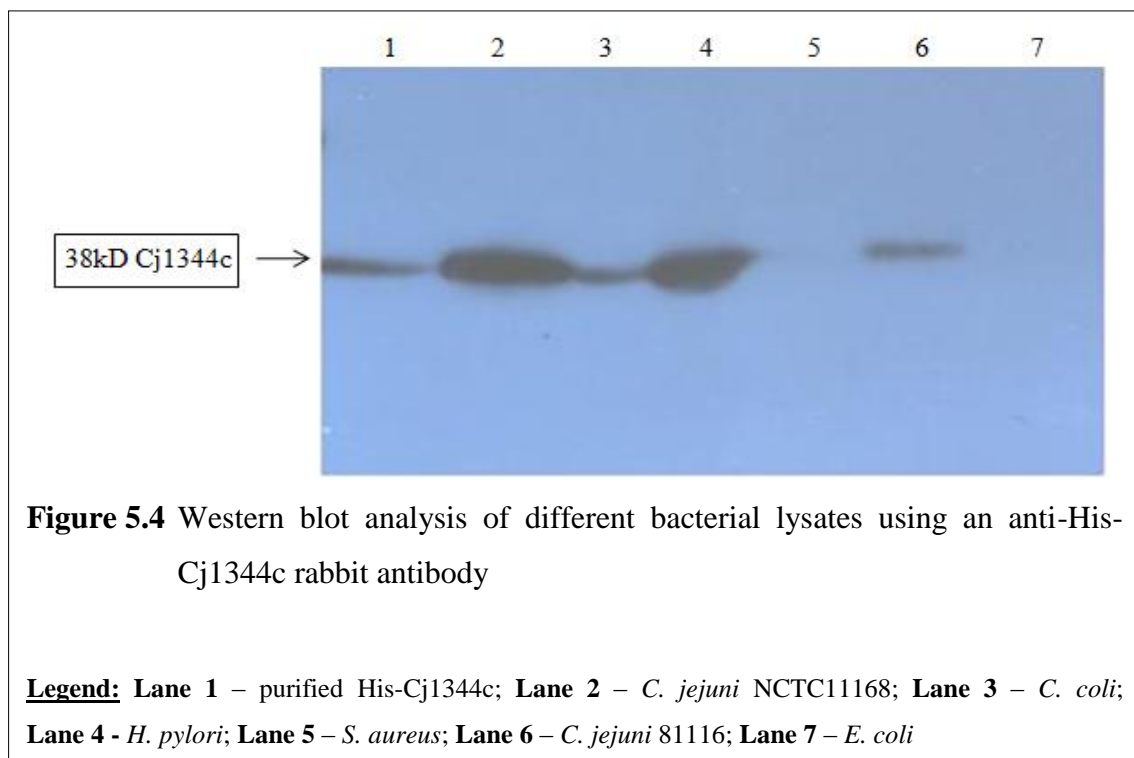 1 2 3 4 5 6 7
38kD Cj1344c
Figure 5.4 Western blot analysis of different bacterial lysates using an anti-His-
Cj1344c rabbit antibody
Legend: Lane 1 – purified His-Cj1344c; Lane 2 – C. jejuni NCTC11168; Lane 3 – C. coli;
Lane 4 - H. pylori; Lane 5 – S. aureus; Lane 6 – C. jejuni 81116; Lane 7 – E. coli